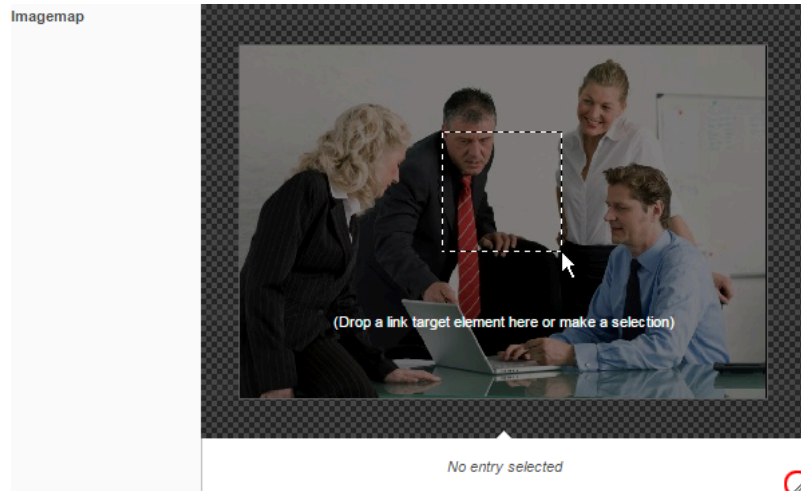 Imagemap
(Drop a link target element here or make a selection)
No entry selected